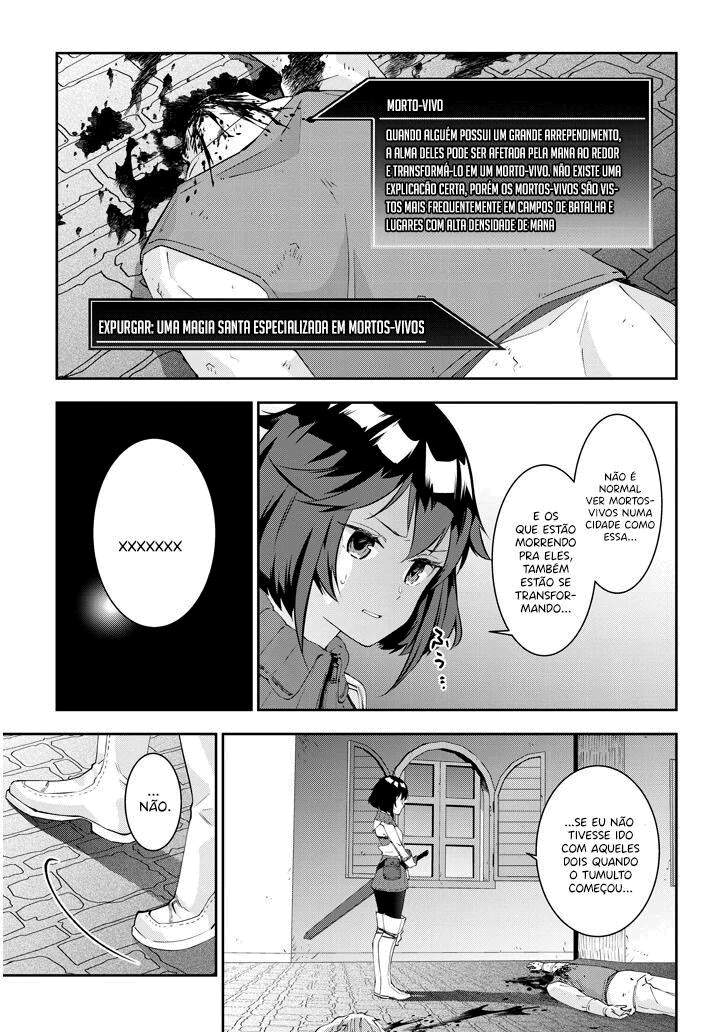 MORTO-VIVO
QUANDO ALGUÉM POSSUI UM GRANDE ARREPENDIMENTO,
A ALMA DELES PODE SER AFETADA PELA MANA AO REDOR
E TRANSFORMÁ-LO EM UM MORTO-VIVO. NÃO EXISTE UMA
EXPLICAÇÃO CERTA, PORÉM OS MORTOS-VIVOS SÃO VIS-
TOS MAIS FREQUENTEMENTE EM CAMPOS DE BATALHA E
LUGARES COM ALTA DENSIDADE DE MANA
EXPURGAR: UMA MAGIA SANTA ESPECIALIZADA EM MORTOS-VIVOS
NÃO É
NORMAL
VER MORTOS-
VIVOS NUMA
CIDADE COMO
ESSA...
E OS
QUE ESTÃO
MORRENDO
PRA ELES,
TAMBÉM
ESTÃO SE
TRANSFOR-
MANDO...
ふぅ…
XXXXXXX
...SE EU NÃO
TIVESSE IDO
COM AQUELES
DOIS QUANDO
O TUMULTO
COMEÇOU...
...
NÃO.